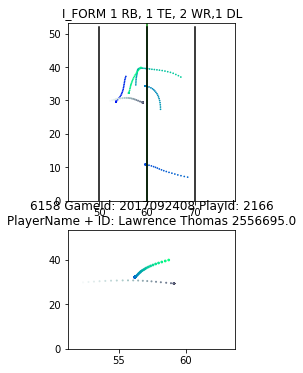 I_FORM 1 RB, 1 TE, 2 WR,1 DL
50
40
30
20
10
0
50 60 70
6158 GameId: 2017092408 PlayId: 2166
PlayerName + ID: Lawrence Thomas 2556695.0
40
20
0
55 60